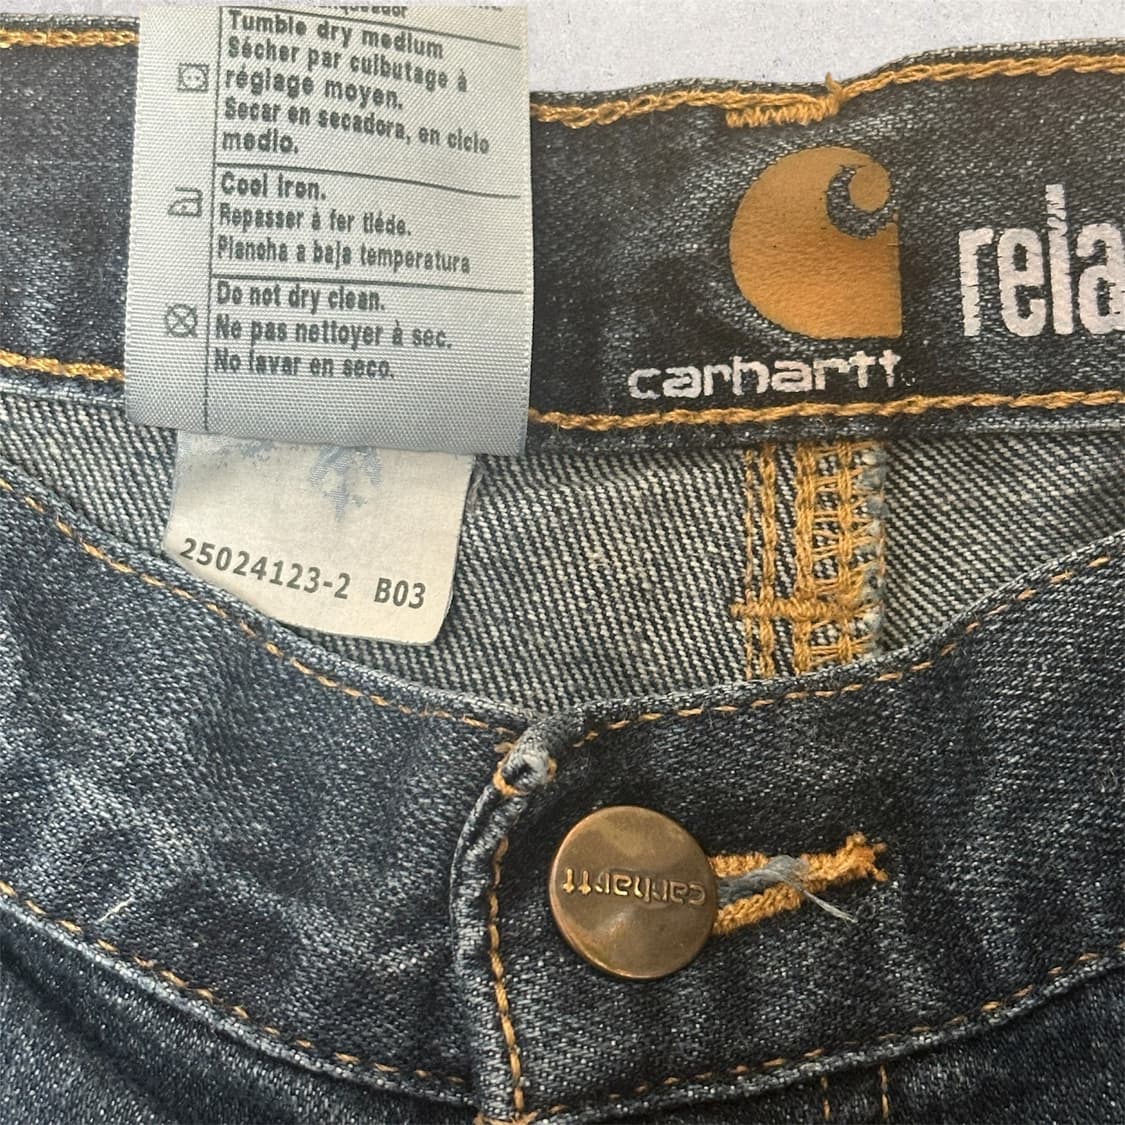 Tumble dry medium
Sécher par culbutage à
réglage moyen.
Secar en secadora, en ciclo
medio.
Cool iron.
Repasser à fer tiéde.
Plancha a baja temperatura
Do not dry clean.
Ne pas nettoyer à sec.
No lavar en seco.
25024123-2 B03
carhartt
rela
carhartt